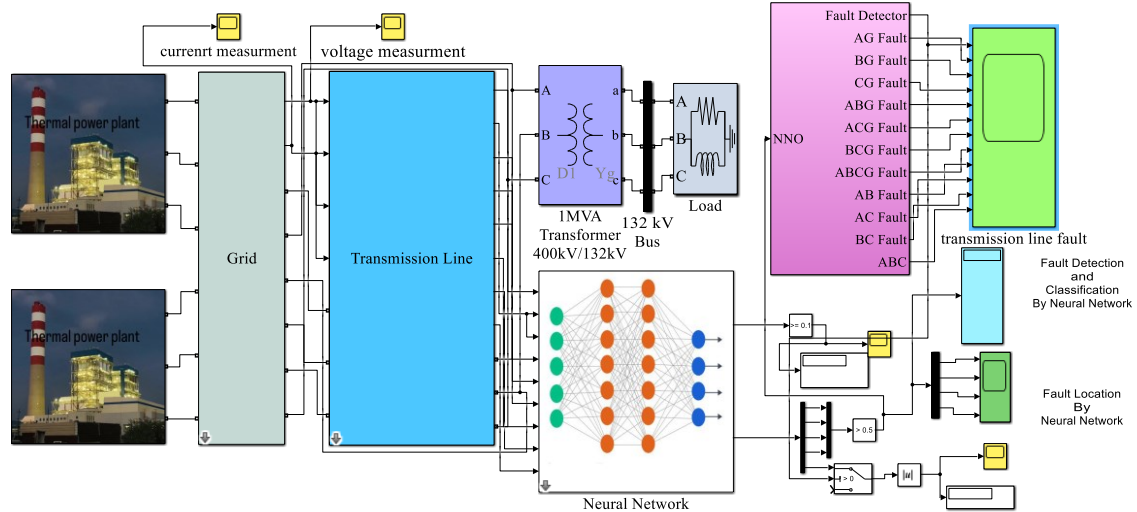 currenrt measurment
voltage measurment
Thermal power plant
Thermal power plant
Grid
Transmission Line
A
B
C
a
b
c
D1
Yg
1MVA
Transformer
400kV/132kV
132 kV
Bus
A
B
C
Load
Neural Network
NNO
Fault Detector
AG Fault
BG Fault
CG Fault
ABG Fault
ACG Fault
BCG Fault
ABCG Fault
AB Fault
AC Fault
BC Fault
ABC
transmission line fault
Fault Detection
and
Classification
By Neural Network
Fault Location
By
Neural Network
>= 0.1
> 0.5
> 0
|u|